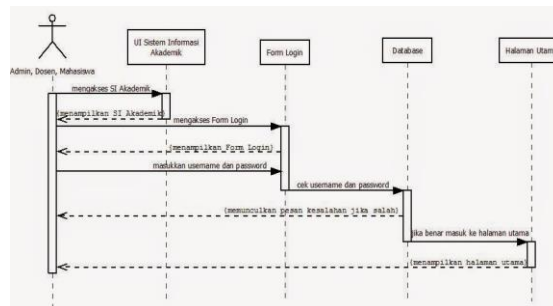 UI Sistem Informasi
Akademik
Form Login
Database
Halaman Utam
Admin, Dosen, Mahasiswa
mengakses SI Akademik
(menampilkan SI Akademik)
mengakses Form Login
(menampilkan Form Login)
masukkan username dan password
cek username dan password
(memunculkan pesan kesalahan jika salah)
jika benar masuk ke halaman utama
(menampilkan halaman utama)